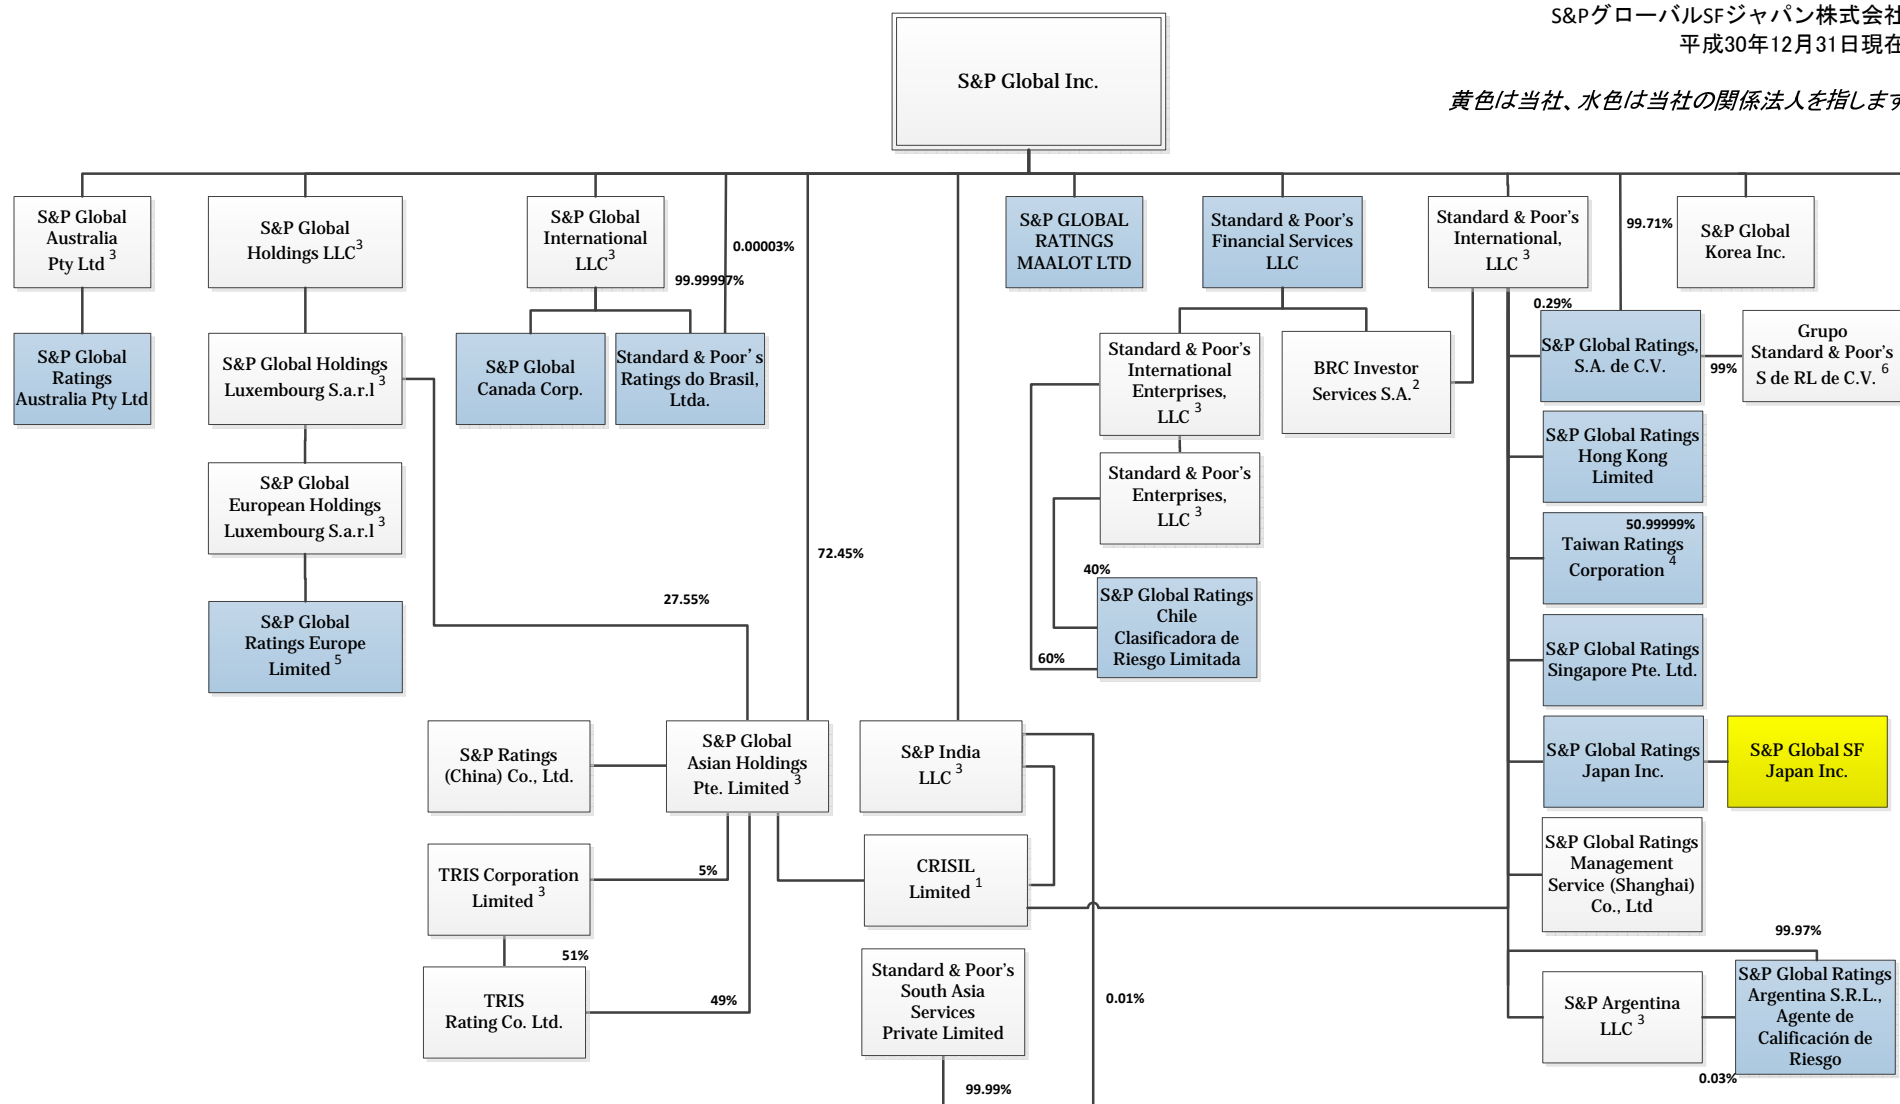 S&PグローバルSFジャパン株式会社
平成30年12月31日現在
黄色は当社、水色は当社の関係法人を指します
S&P Global Inc.
S&P Global
Australia
Pty Ltd 3
S&P Global
Holdings LLC3
S&P Global
International
LLC3
0.00003%
99.99997%
S&P GLOBAL
RATINGS
MAALOT LTD
Standard & Poor's
Financial Services
LLC
Standard & Poor's
International,
LLC 3
99.71%
S&P Global
Korea Inc.
0.29%
S&P Global
Ratings
Australia Pty Ltd
S&P Global Holdings
Luxembourg S.a.r.l 3
S&P Global
Canada Corp.
Standard & Poor' s
Ratings do Brasil,
Ltda.
Standard & Poor's
International
Enterprises,
LLC 3
BRC Investor
Services S.A.2
S&P Global Ratings,
S.A. de C.V.
99%
Grupo
Standard & Poor's
S de RL de C.V. 6
S&P Global
European Holdings
Luxembourg S.a.r.l 3
Standard & Poor's
Enterprises,
LLC 3
S&P Global Ratings
Hong Kong
Limited
72.45%
50.99999%
Taiwan Ratings
Corporation 4
27.55%
40%
S&P Global Ratings
Chile
Clasificadora de
Riesgo Limitada
60%
S&P Global
Ratings Europe
Limited 5
S&P Global Ratings
Singapore Pte. Ltd.
S&P Ratings
(China) Co., Ltd.
S&P Global
Asian Holdings
Pte. Limited 3
S&P India
LLC 3
S&P Global Ratings
Japan Inc.
S&P Global SF
Japan Inc.
TRIS Corporation
Limited 3
5%
CRISIL
Limited 1
S&P Global Ratings
Management
Service (Shanghai)
Co., Ltd
51%
TRIS
Rating Co. Ltd.
49%
Standard & Poor's
South Asia
Services
Private Limited
0.01%
99.99%
99.97%
S&P Argentina
LLC 3
S&P Global Ratings
Argentina S.R.L.,
Agente de
Calificación de
Riesgo
0.03%